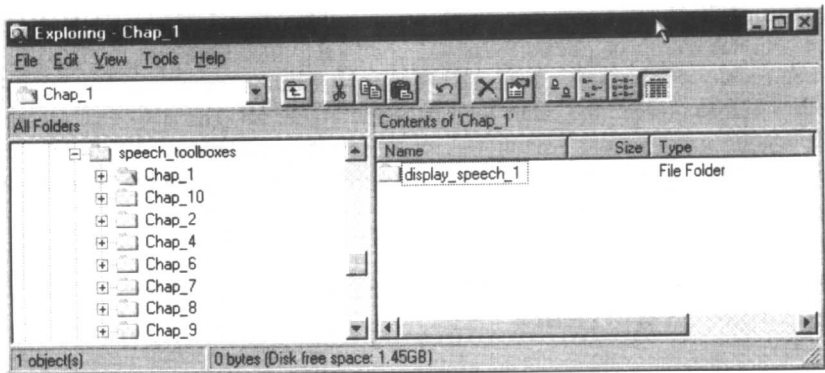 Exploring - Chap_1
File Edit View Tools Help
Chap_1
All Folders
Contents of 'Chap_1'
speech_toolboxes
Chap_1
Chap_10
Chap_2
Chap_4
Chap_6
Chap_7
Chap_8
Chap_9
Name Size Type
display_speech_1 File Folder
1 object(s) 0 bytes (Disk free space: 1.45GB)